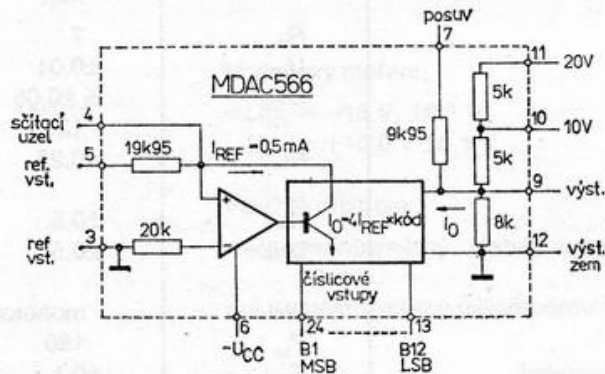 posuv
7
MDAC566
11
20V
5k
sčítací
uzel
4
10
10V
5
19k95
I_REF = 0,5mA
9k95
5k
ref.
vst.
+
9
výst.
I_O = 4I_REF × kód
I_O
ref
vst.
3
20k
−
8k
12
výst.
zem
číslicové
vstupy
6
24
13
-U_CC
B1
MSB
B12
LSB